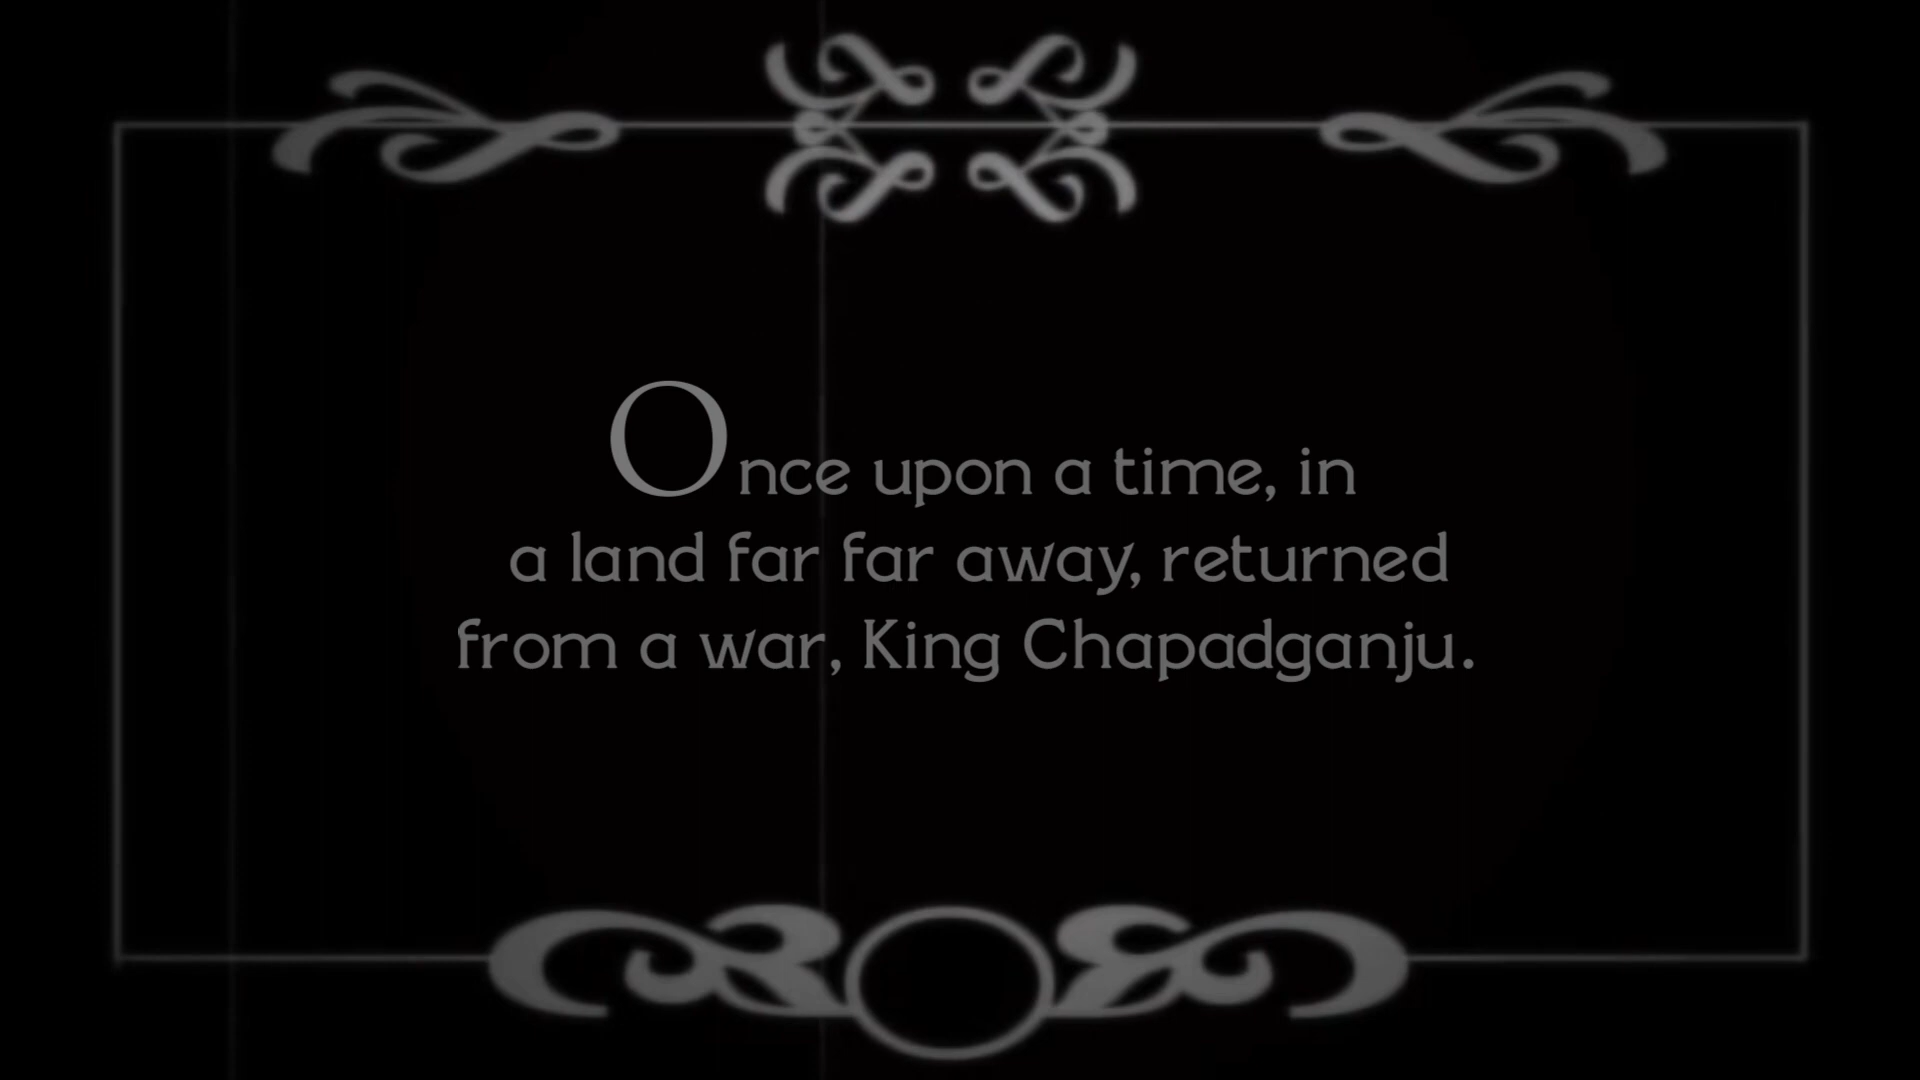 Once upon a time, in
a land far far away, returned
from a war, King Chapadganju.